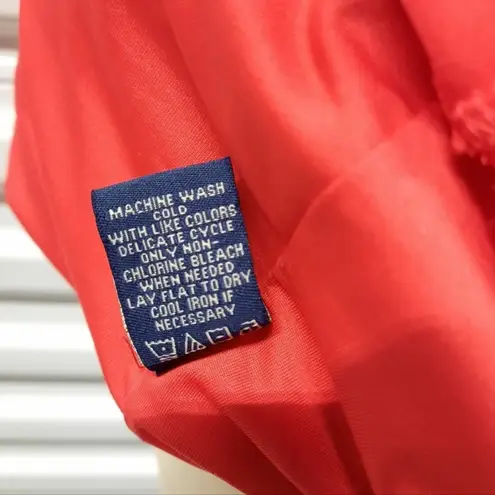 MACHINE WASH
COLD
WITH LIKE COLORS
DELICATE CYCLE
ONLY NON-
CHLORINE BLEACH
WHEN NEEDED
LAY FLAT TO DRY
COOL IRON IF
NECESSARY